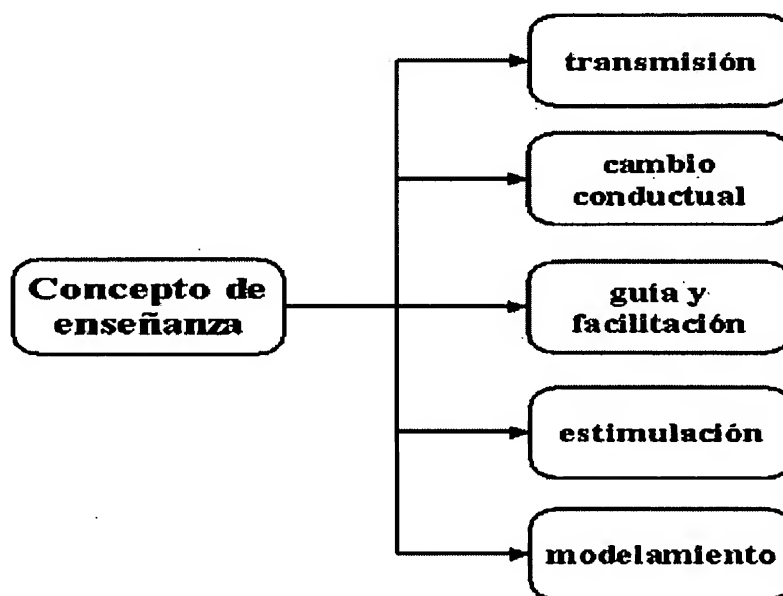 Concepto de
enseñanza
transmisión
cambio
conductual
guía y
facilitación
estimulación
modelamiento